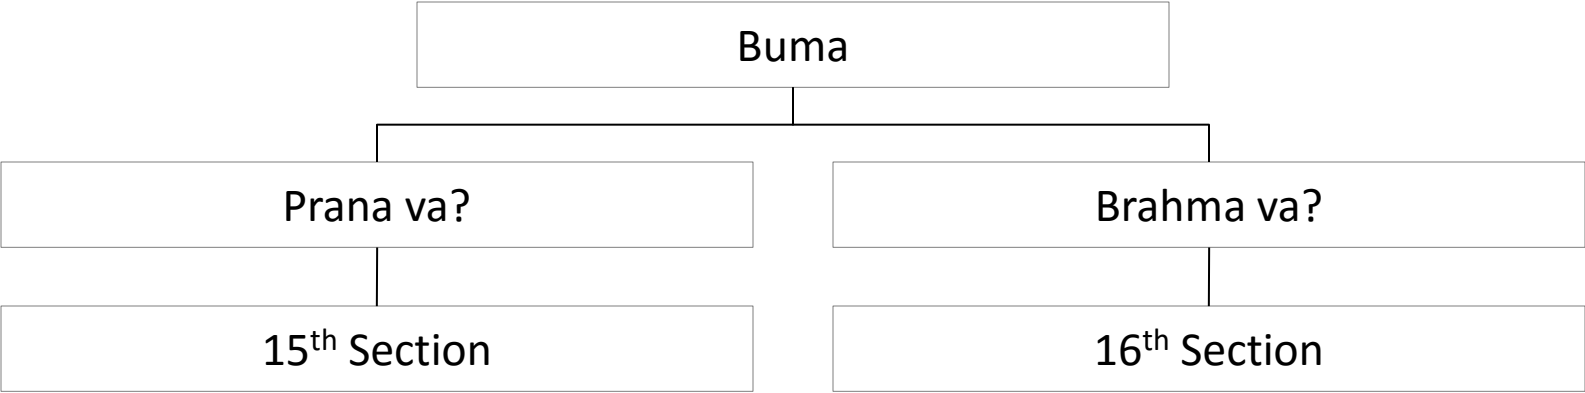 Buma
Prana va?
Brahma va?
15th Section
16th Section